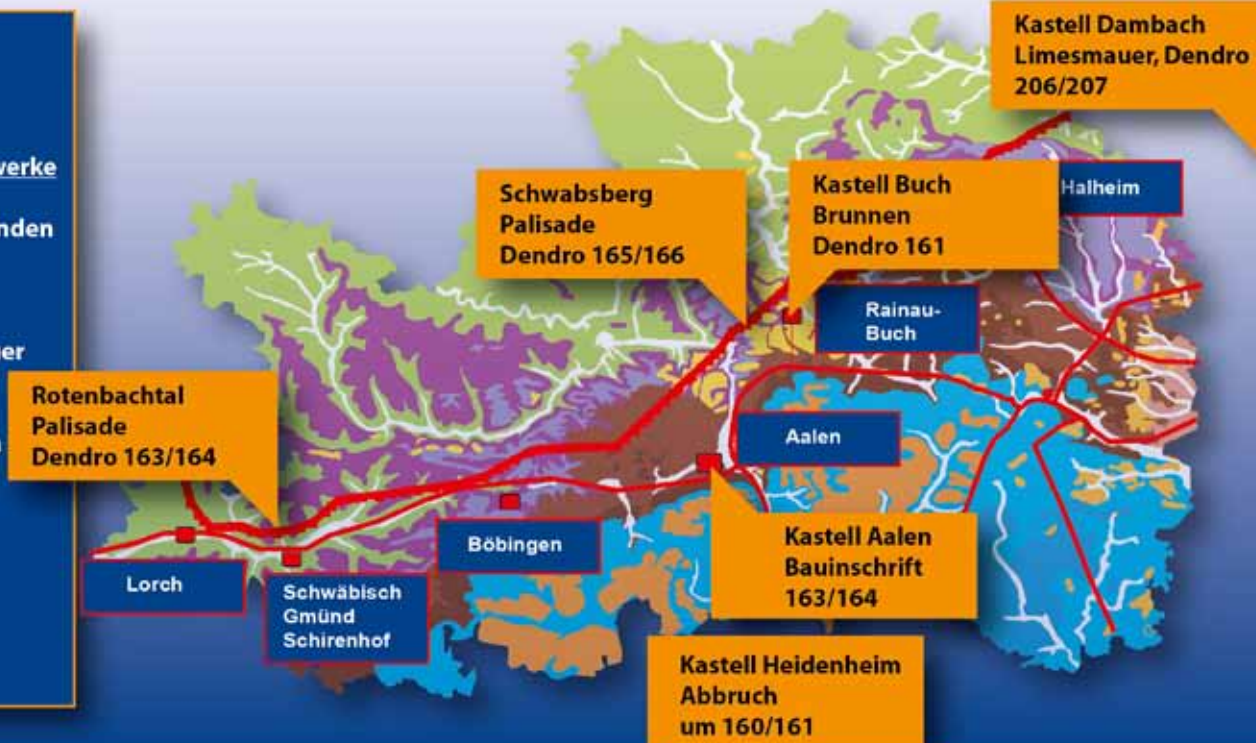 werke
Kastell Dambach
Limesmauer, Dendro
206/207
Schwabsberg
Palisade
Dendro 165/166
Kastell Buch
Brunnen
Dendro 161
Halheim
Rainau-
Buch
Rotenbachtal
Palisade
Dendro 163/164
Aalen
Böbingen
Lorch
Schwäbisch
Gmünd
Schirenhof
Kastell Aalen
Bauinschrift
163/164
Kastell Heidenheim
Abbruch
um 160/161